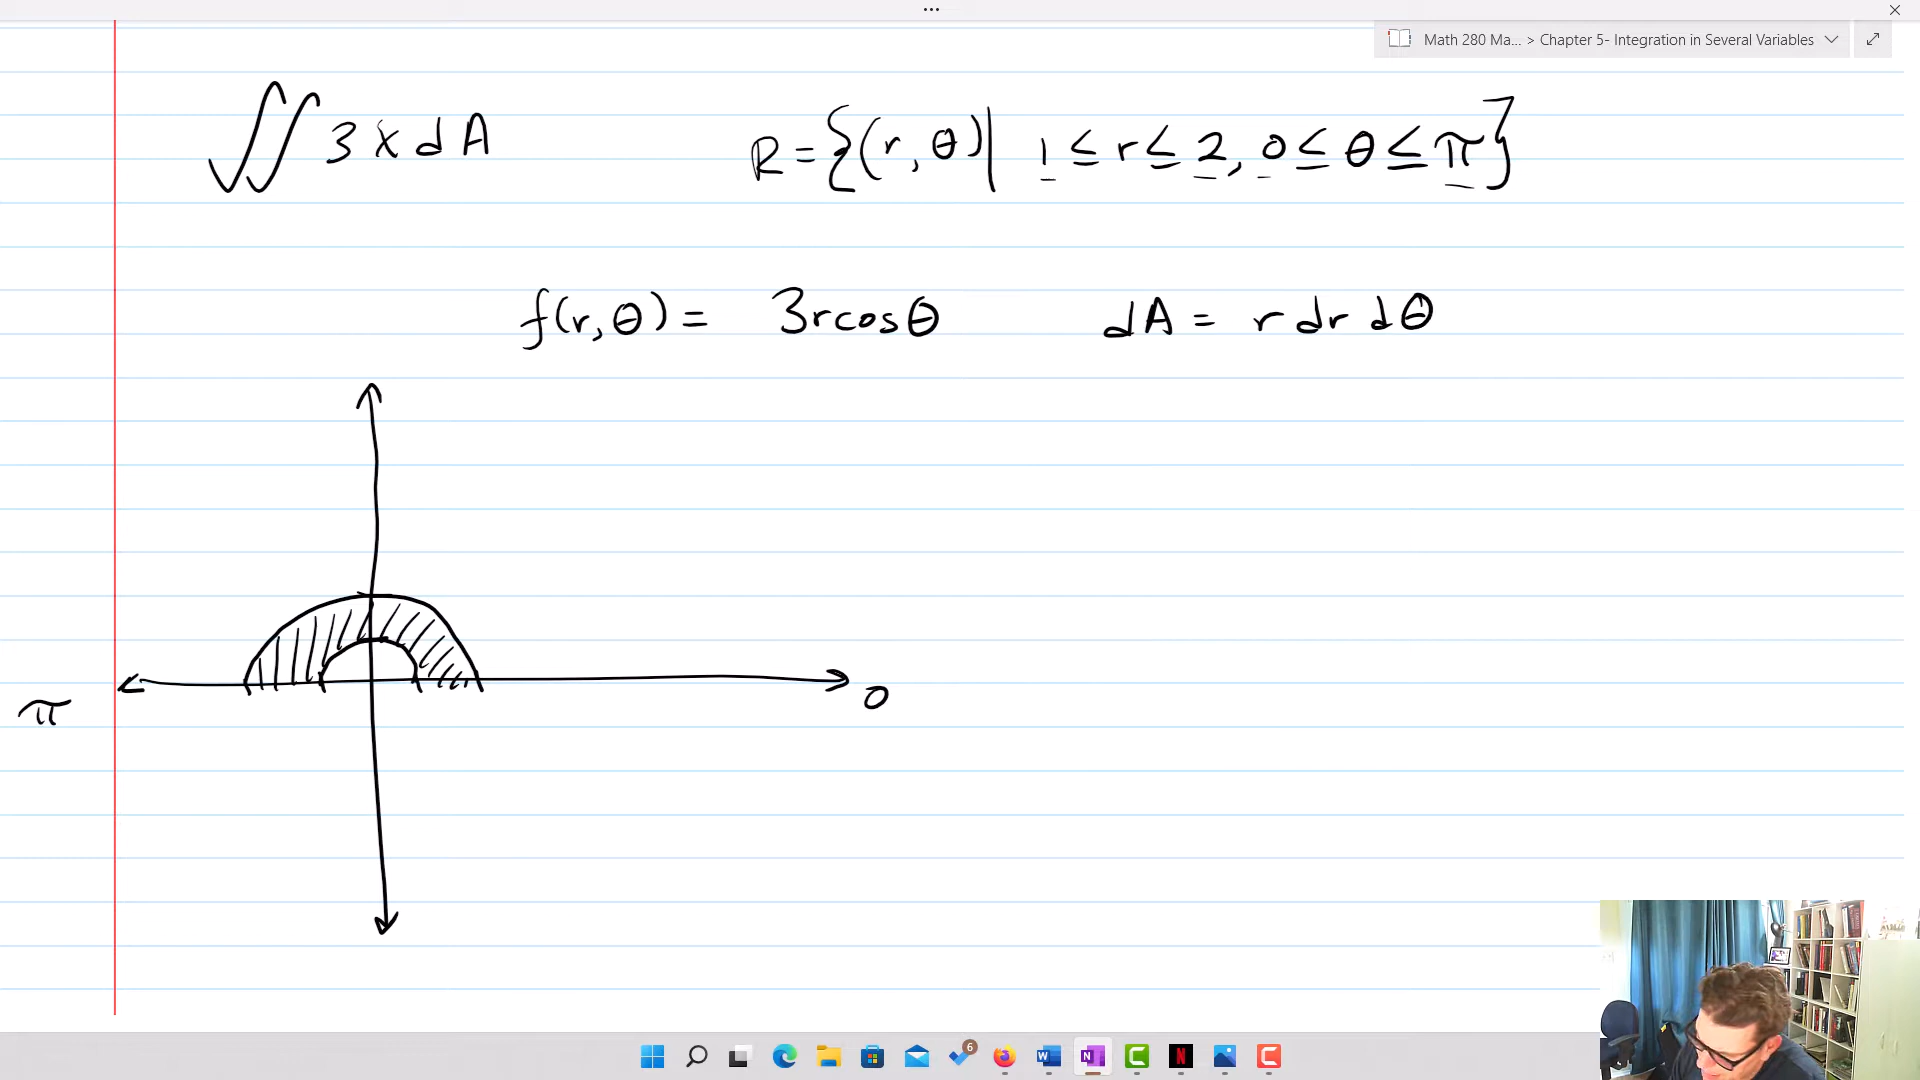 Math 280 Ma... > Chapter 5- Integration in Several Variables
∬ 3x dA R = {(r, θ)| 1 ≤ r ≤ 2, 0 ≤ θ ≤ π}
f(r, θ) = 3rcosθ dA = r dr dθ
π 0
6